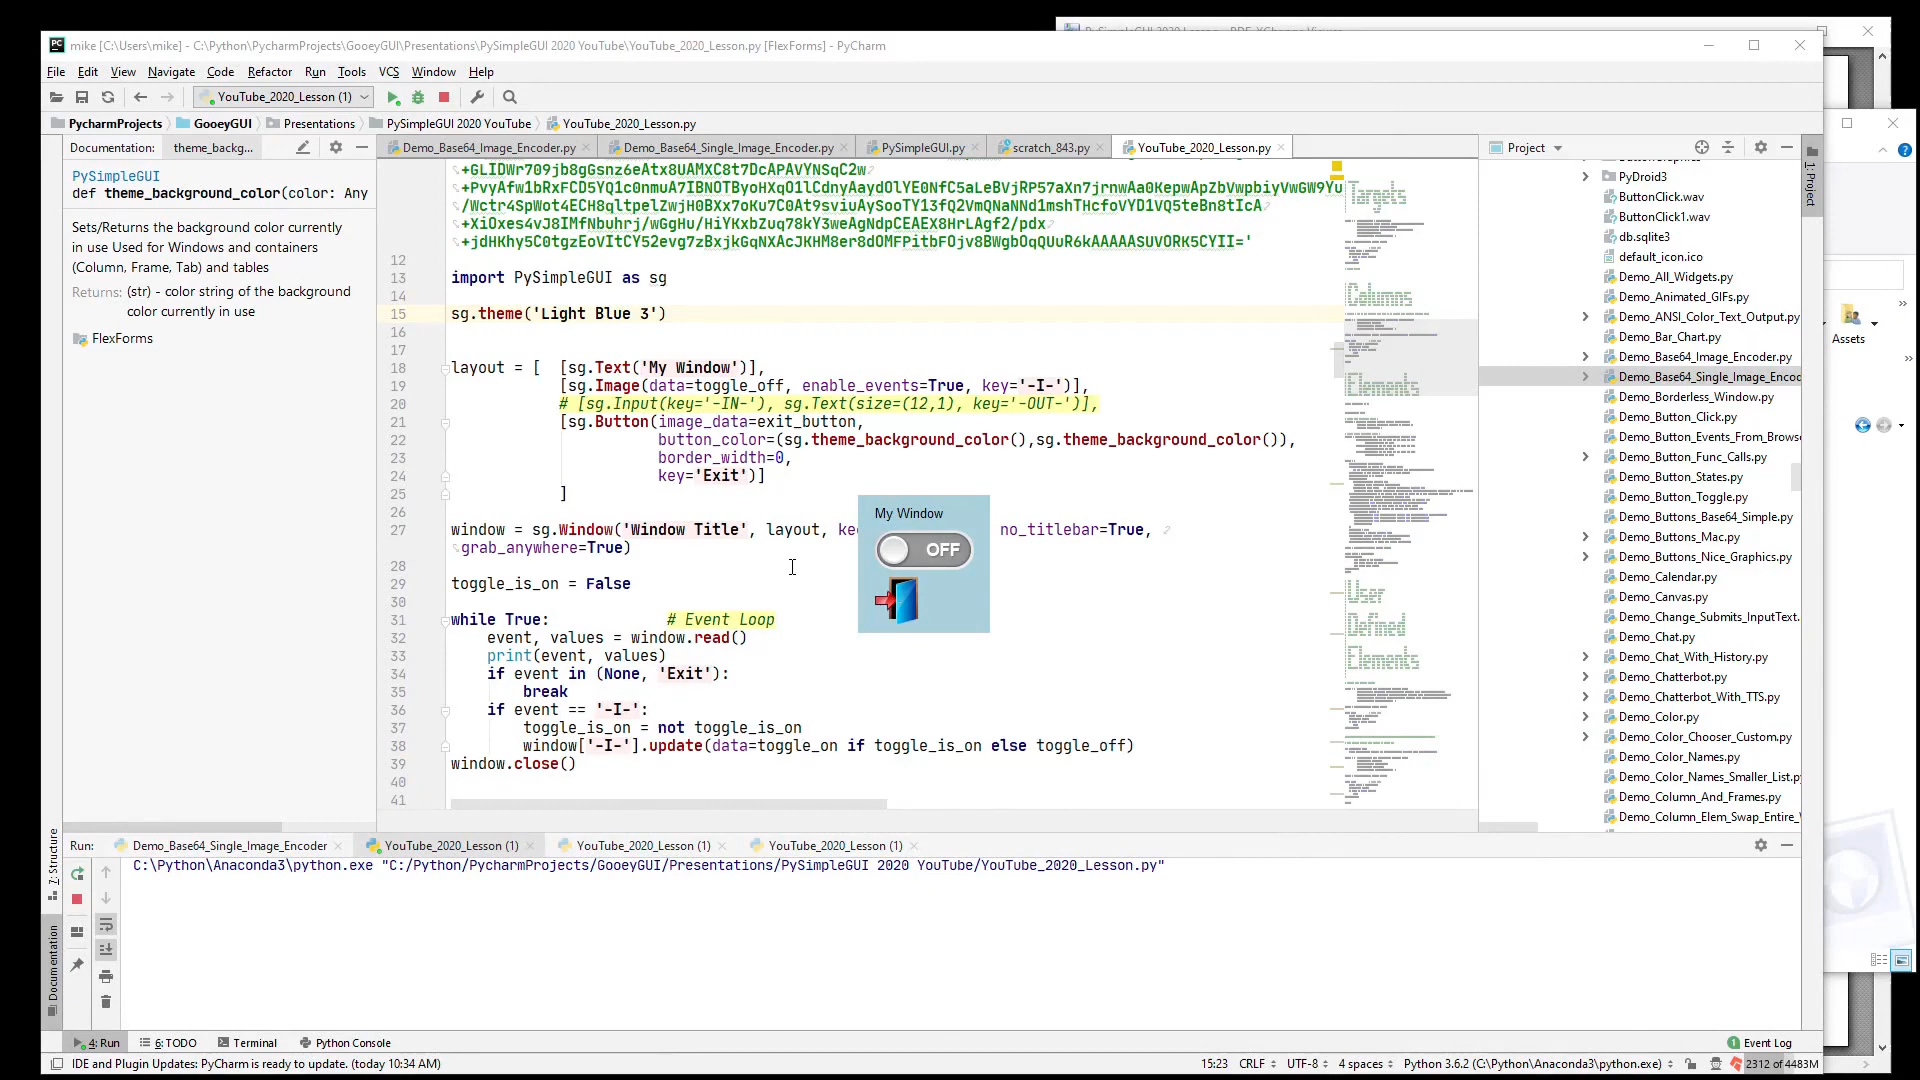 mike [C:\Users\mike] - C:\Python\PycharmProjects\GooeyGUI\Presentations\PySimpleGUI 2020 YouTube\YouTube_2020_Lesson.py [FlexForms] - PyCharm
File Edit View Navigate Code Refactor Run Tools VCS Window Help
YouTube_2020_Lesson (1)
PycharmProjects GooeyGUI Presentations PySimpleGUI 2020 YouTube YouTube_2020_Lesson.py
Documentation: theme_backg...
Demo_Base64_Image_Encoder.py Demo_Base64_Single_Image_Encoder.py PySimpleGUI.py scratch_843.py YouTube_2020_Lesson.py
Project
PySimpleGUI
def theme_background_color(color: Any
Sets/Returns the background color currently
in use Used for Windows and containers
(Column, Frame, Tab) and tables
Returns: (str) - color string of the background
color currently in use
FlexForms
12
13 import PySimpleGUI as sg
14
15 sg.theme('Light Blue 3')
16
17
18 layout = [ [sg.Text('My Window')],
19 [sg.Image(data=toggle_off, enable_events=True, key='-I-')],
20 # [sg.Input(key='-IN-'), sg.Text(size=(12,1), key='-OUT-')],
21 [sg.Button(image_data=exit_button,
22 button_color=(sg.theme_background_color(),sg.theme_background_color()),
23 border_width=0,
24 key='Exit')]
25 ]
26
27 window = sg.Window('Window Title', layout, ke no_titlebar=True,
grab_anywhere=True)
28
29 toggle_is_on = False
30
31 while True: # Event Loop
32 event, values = window.read()
33 print(event, values)
34 if event in (None, 'Exit'):
35 break
36 if event == '-I-':
37 toggle_is_on = not toggle_is_on
38 window['-I-'].update(data=toggle_on if toggle_is_on else toggle_off)
39 window.close()
40
41
My Window
OFF
PyDroid3
ButtonClick.wav
ButtonClick1.wav
db.sqlite3
default_icon.ico
Demo_All_Widgets.py
Demo_Animated_GIFs.py
Demo_ANSI_Color_Text_Output.py
Demo_Bar_Chart.py
Demo_Base64_Image_Encoder.py
Demo_Base64_Single_Image_Encod
Demo_Borderless_Window.py
Demo_Button_Click.py
Demo_Button_Events_From_Browse
Demo_Button_Func_Calls.py
Demo_Button_States.py
Demo_Button_Toggle.py
Demo_Buttons_Base64_Simple.py
Demo_Buttons_Mac.py
Demo_Buttons_Nice_Graphics.py
Demo_Calendar.py
Demo_Canvas.py
Demo_Change_Submits_InputText.
Demo_Chat.py
Demo_Chat_With_History.py
Demo_Chatterbot.py
Demo_Chatterbot_With_TTS.py
Demo_Color.py
Demo_Color_Chooser_Custom.py
Demo_Color_Names.py
Demo_Color_Names_Smaller_List.py
Demo_Column_And_Frames.py
Demo_Column_Elem_Swap_Entire_
1: Project
Assets
Z: Structure
Documentation
Run: Demo_Base64_Single_Image_Encoder YouTube_2020_Lesson (1) YouTube_2020_Lesson (1) YouTube_2020_Lesson (1)
C:\Python\Anaconda3\python.exe "C:/Python/PycharmProjects/GooeyGUI/Presentations/PySimpleGUI 2020 YouTube/YouTube_2020_Lesson.py"
4: Run 6: TODO Terminal Python Console 1 Event Log
IDE and Plugin Updates: PyCharm is ready to update. (today 10:34 AM) 15:23 CRLF UTF-8 4 spaces Python 3.6.2 (C:\Python\Anaconda3\python.exe) 2312 of 4483M